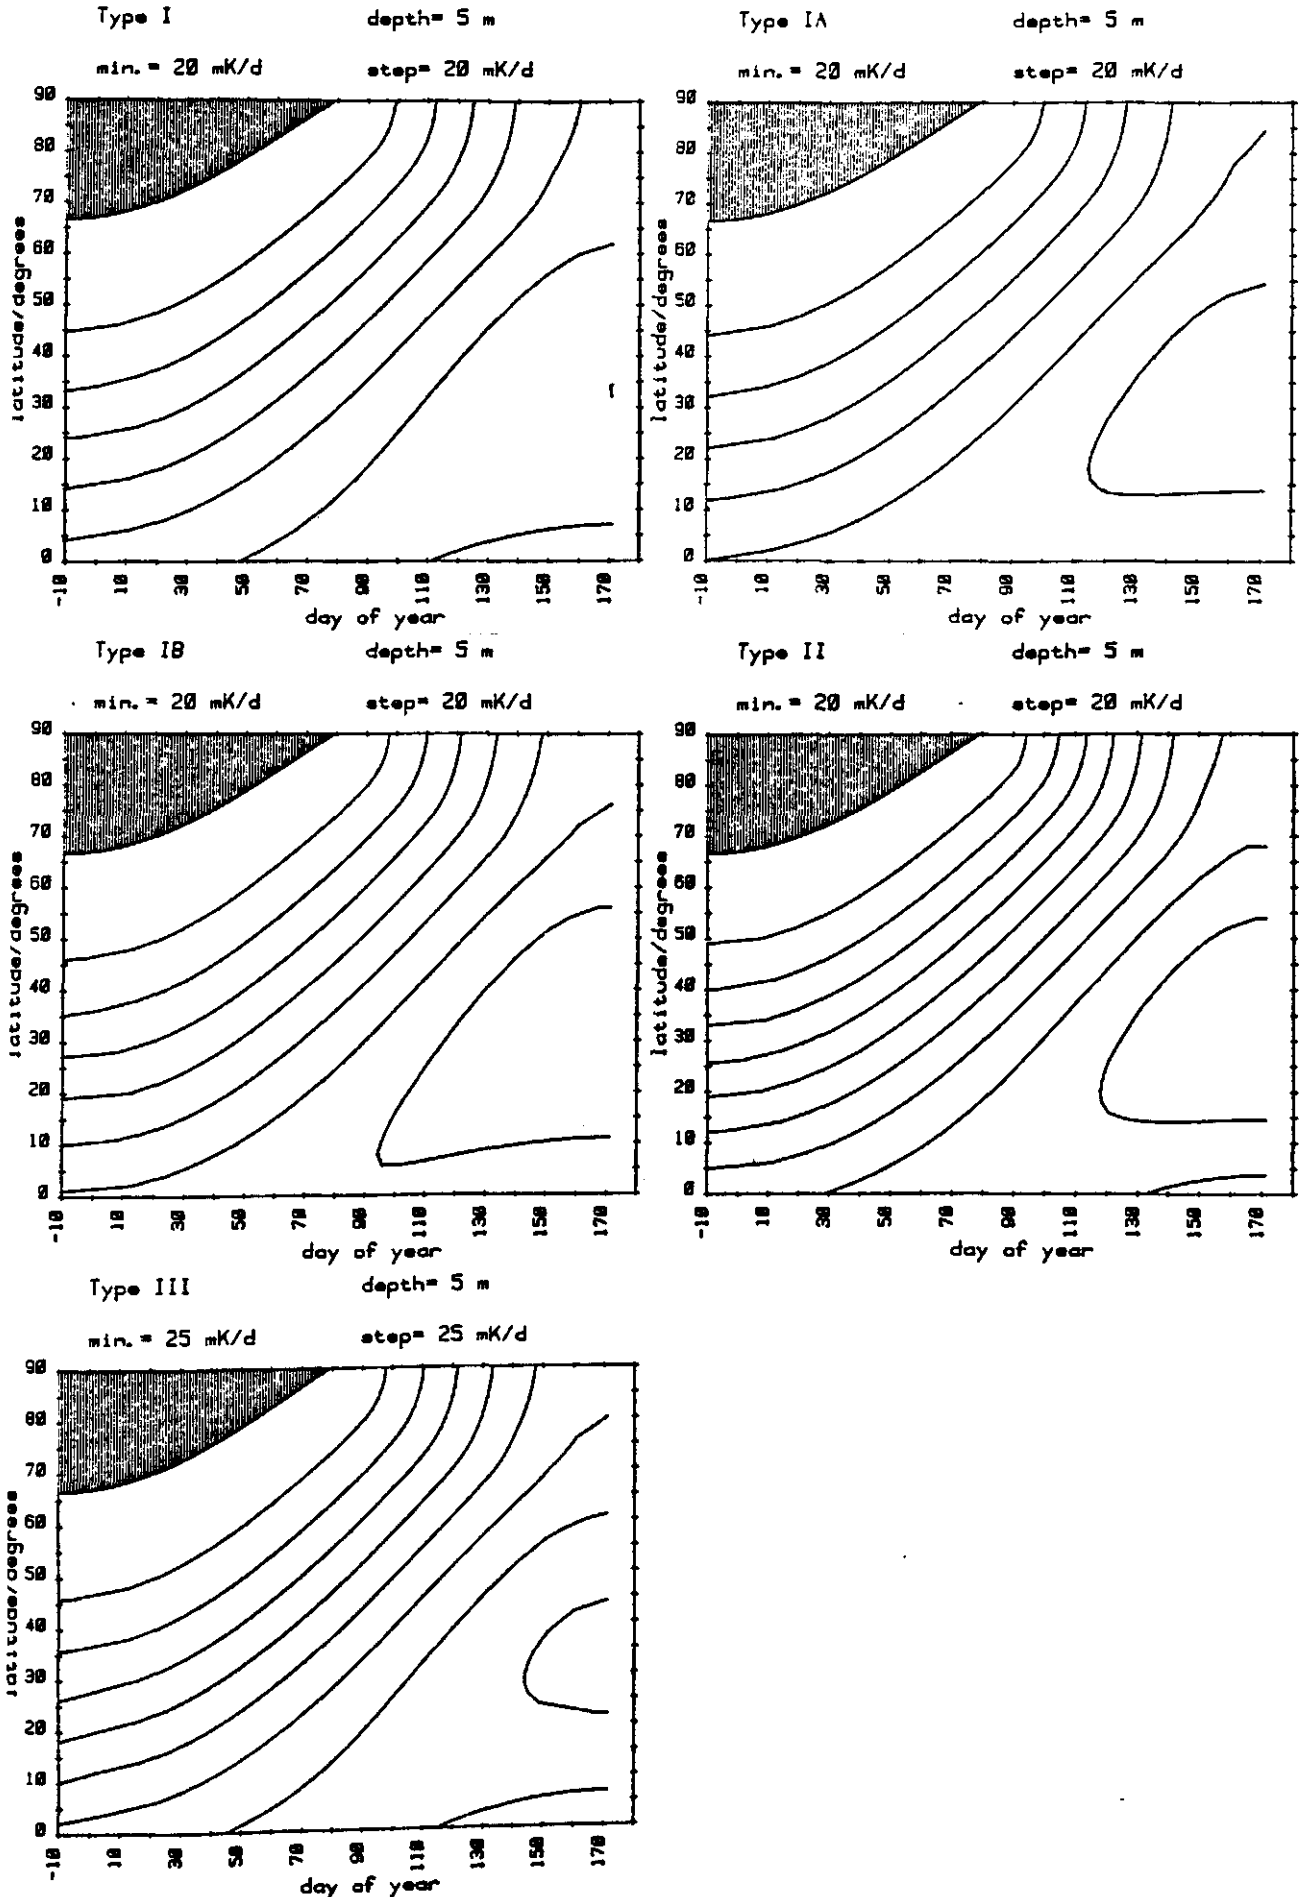 Type I depth= 5 m
min.= 20 mK/d step= 20 mK/d
90
80
70
60
50
40
30
20
10
0
latitude/degrees
-10 10 30 50 70 90 110 130 150 170
day of year
Type IA depth= 5 m
min.= 20 mK/d step= 20 mK/d
90
80
70
60
50
40
30
20
10
0
latitude/degrees
-10 10 30 50 70 90 110 130 150 170
day of year
Type IB depth= 5 m
min.= 20 mK/d step= 20 mK/d
90
80
70
60
50
40
30
20
10
0
latitude/degrees
-10 10 30 50 70 90 110 130 150 170
day of year
Type II depth= 5 m
min.= 20 mK/d step= 20 mK/d
90
80
70
60
50
40
30
20
10
0
latitude/degrees
-10 10 30 50 70 90 110 130 150 170
day of year
Type III depth= 5 m
min.= 25 mK/d step= 25 mK/d
90
80
70
60
50
40
30
20
10
0
latitude/degrees
-10 10 30 50 70 90 110 130 150 170
day of year